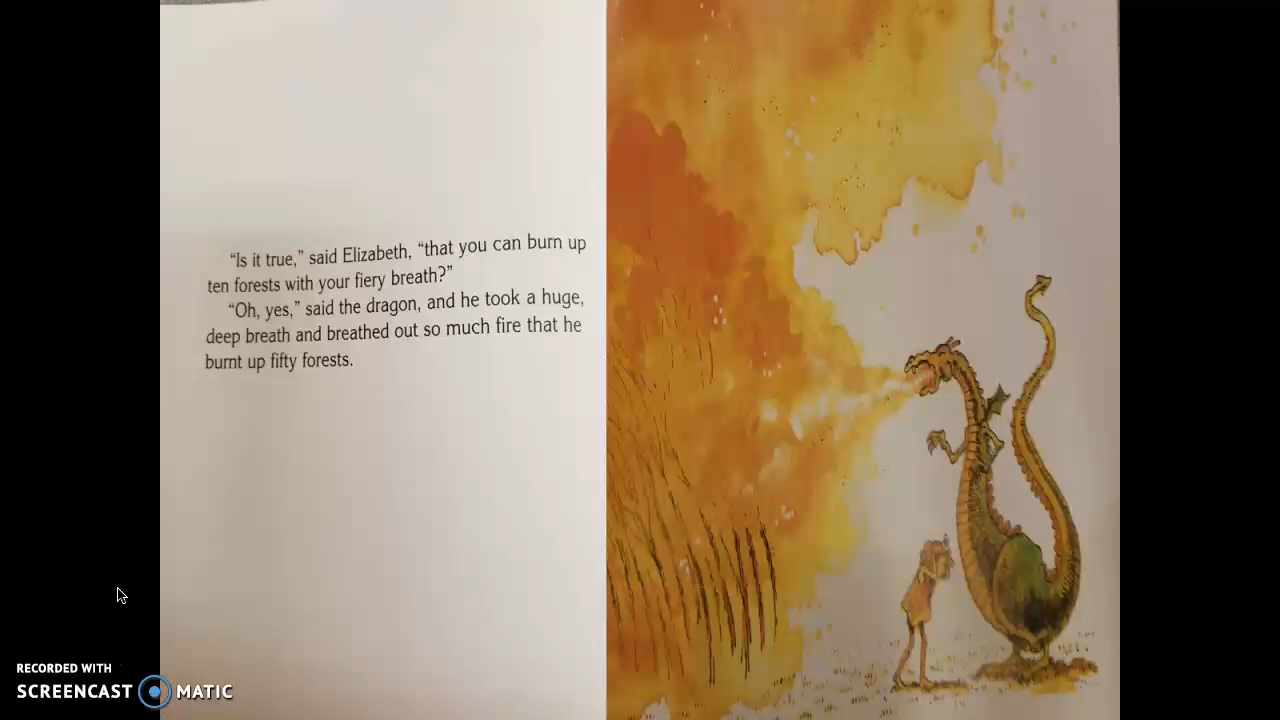 “Is it true,” said Elizabeth, “that you can burn up
ten forests with your fiery breath?”
“Oh, yes,” said the dragon, and he took a huge,
deep breath and breathed out so much fire that he
burnt up fifty forests.
RECORDED WITH
SCREENCAST MATIC